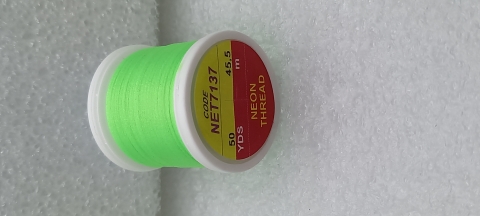 CODE
NET7137
50 45.5
YDS m
NEON
THREAD